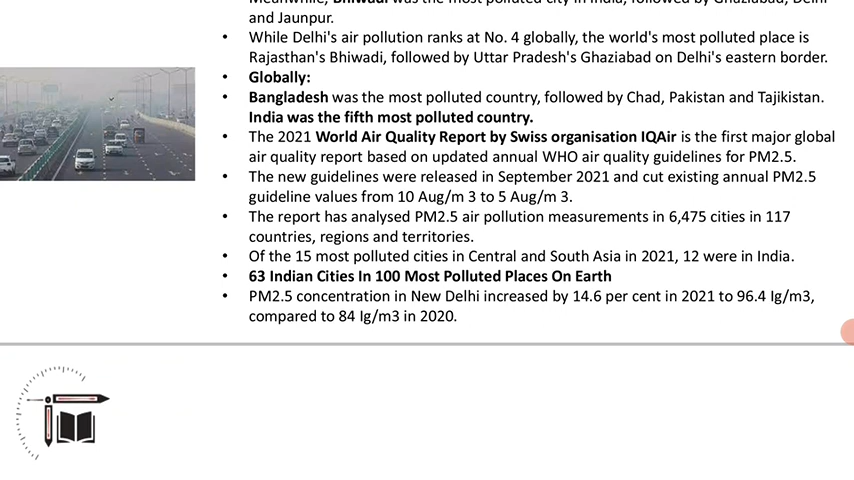 Meanwhile, Bhiwadi was the most polluted city in India, followed by Ghaziabad, Delhi
and Jaunpur.
• While Delhi's air pollution ranks at No. 4 globally, the world's most polluted place is
Rajasthan's Bhiwadi, followed by Uttar Pradesh's Ghaziabad on Delhi's eastern border.
• Globally:
• Bangladesh was the most polluted country, followed by Chad, Pakistan and Tajikistan.
India was the fifth most polluted country.
• The 2021 World Air Quality Report by Swiss organisation IQAir is the first major global
air quality report based on updated annual WHO air quality guidelines for PM2.5.
• The new guidelines were released in September 2021 and cut existing annual PM2.5
guideline values from 10 Aug/m 3 to 5 Aug/m 3.
• The report has analysed PM2.5 air pollution measurements in 6,475 cities in 117
countries, regions and territories.
• Of the 15 most polluted cities in Central and South Asia in 2021, 12 were in India.
• 63 Indian Cities In 100 Most Polluted Places On Earth
• PM2.5 concentration in New Delhi increased by 14.6 per cent in 2021 to 96.4 Ig/m3,
compared to 84 Ig/m3 in 2020.